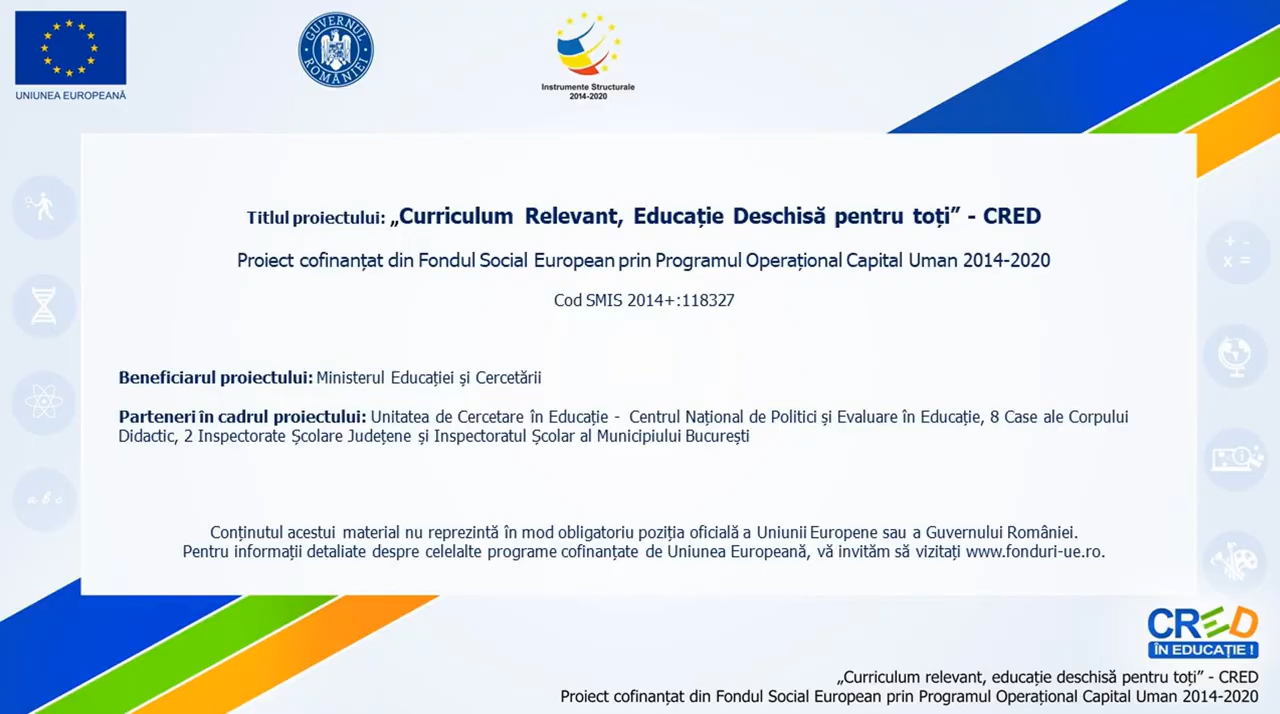 UNIUNEA EUROPEANĂ
GUVERNUL ROMÂNIEI
Instrumente Structurale
2014-2020
Titlul proiectului: „Curriculum Relevant, Educație Deschisă pentru toți” - CRED
Proiect cofinanțat din Fondul Social European prin Programul Operațional Capital Uman 2014-2020
Cod SMIS 2014+:118327
Beneficiarul proiectului: Ministerul Educației și Cercetării
Parteneri în cadrul proiectului: Unitatea de Cercetare în Educație - Centrul Național de Politici și Evaluare în Educație, 8 Case ale Corpului
Didactic, 2 Inspectorate Școlare Județene și Inspectoratul Școlar al Municipiului București
Conținutul acestui material nu reprezintă în mod obligatoriu poziția oficială a Uniunii Europene sau a Guvernului României.
Pentru informații detaliate despre celelalte programe cofinanțate de Uniunea Europeană, vă invităm să vizitați www.fonduri-ue.ro.
a b c
+ -
x =
CRED
ÎN EDUCAȚIE !
„Curriculum relevant, educație deschisă pentru toți” - CRED
Proiect cofinanțat din Fondul Social European prin Programul Operațional Capital Uman 2014-2020